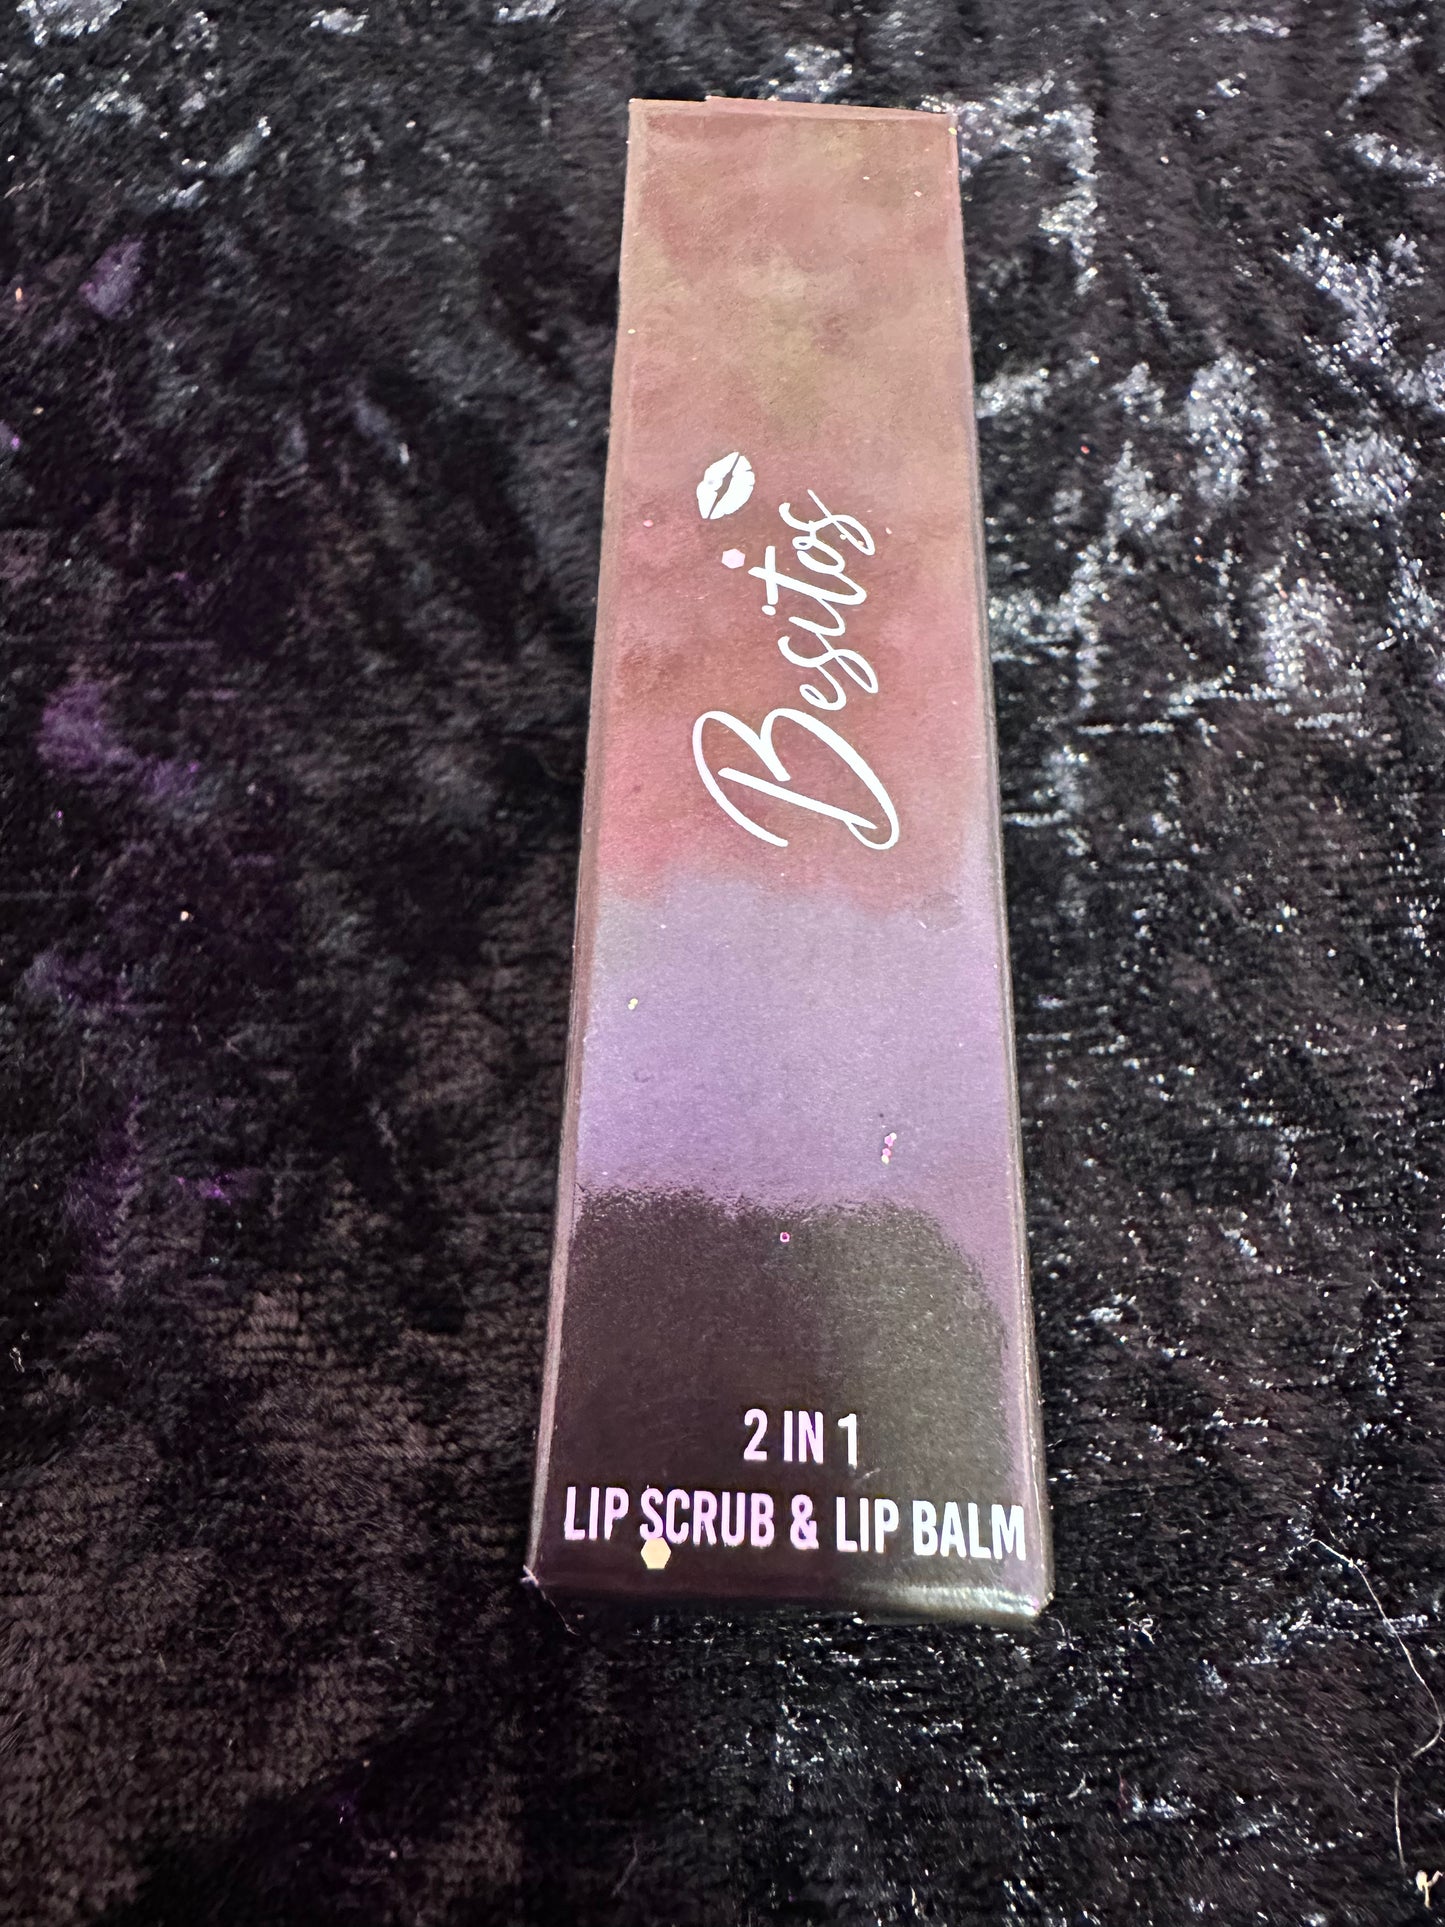 Besitos
2 IN 1
LIP SCRUB & LIP BALM